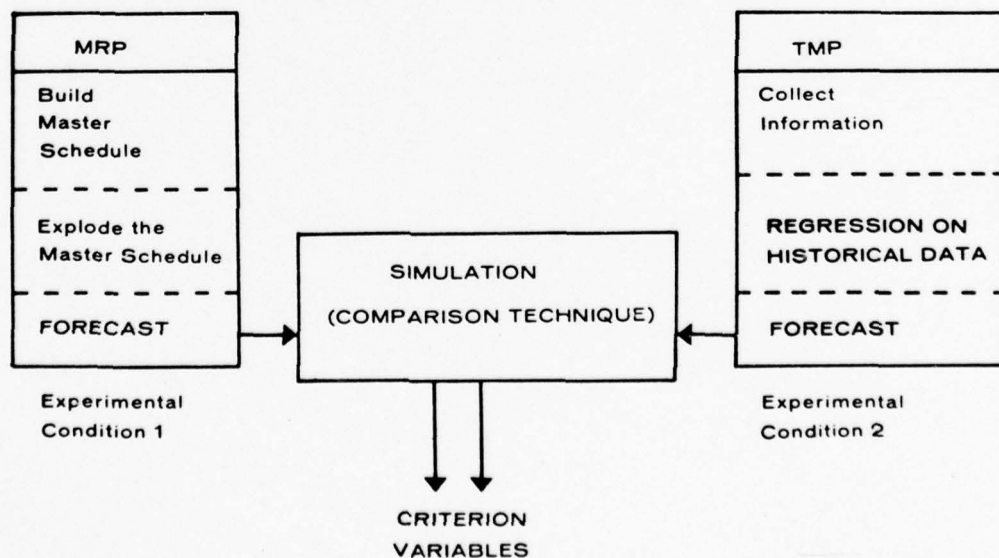 MRP
Build
Master
Schedule
Explode the
Master Schedule
FORECAST
Experimental
Condition 1
SIMULATION
(COMPARISON TECHNIQUE)
CRITERION
VARIABLES
TMP
Collect
Information
REGRESSION ON
HISTORICAL DATA
FORECAST
Experimental
Condition 2